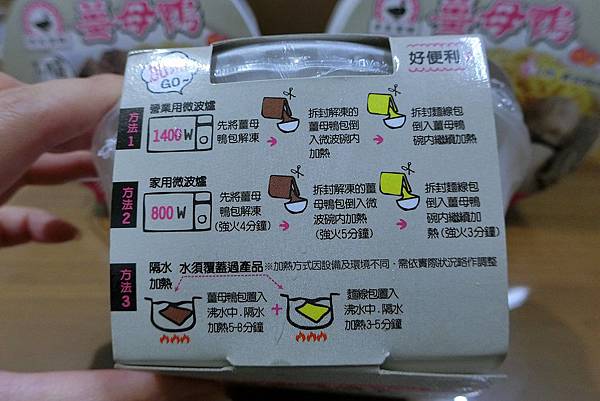 薑母鴨
薑母鴨
GO~
好便利
方法1
營業用微波爐
1400W
先將薑母
鴨包解凍
拆封解凍的
薑母鴨包倒
入微波碗內
加熱
拆封麵線包
倒入薑母鴨
碗內繼續加熱
方法2
家用微波爐
800W
先將薑母
鴨包解凍
(強火4分鐘)
拆封解凍的薑
母鴨包倒入微
波碗內加熱
(強火5分鐘)
拆封麵線包
倒入薑母鴨
碗內繼續加
熱(強火3分鐘)
方法3
隔水
加熱
水須覆蓋過產品
※加熱方式因設備及環境不同,需依實際狀況略作調整
薑母鴨包置入
沸水中.隔水
加熱5-8分鐘
+
麵線包置入
沸水中.隔水
加熱3-5分鐘